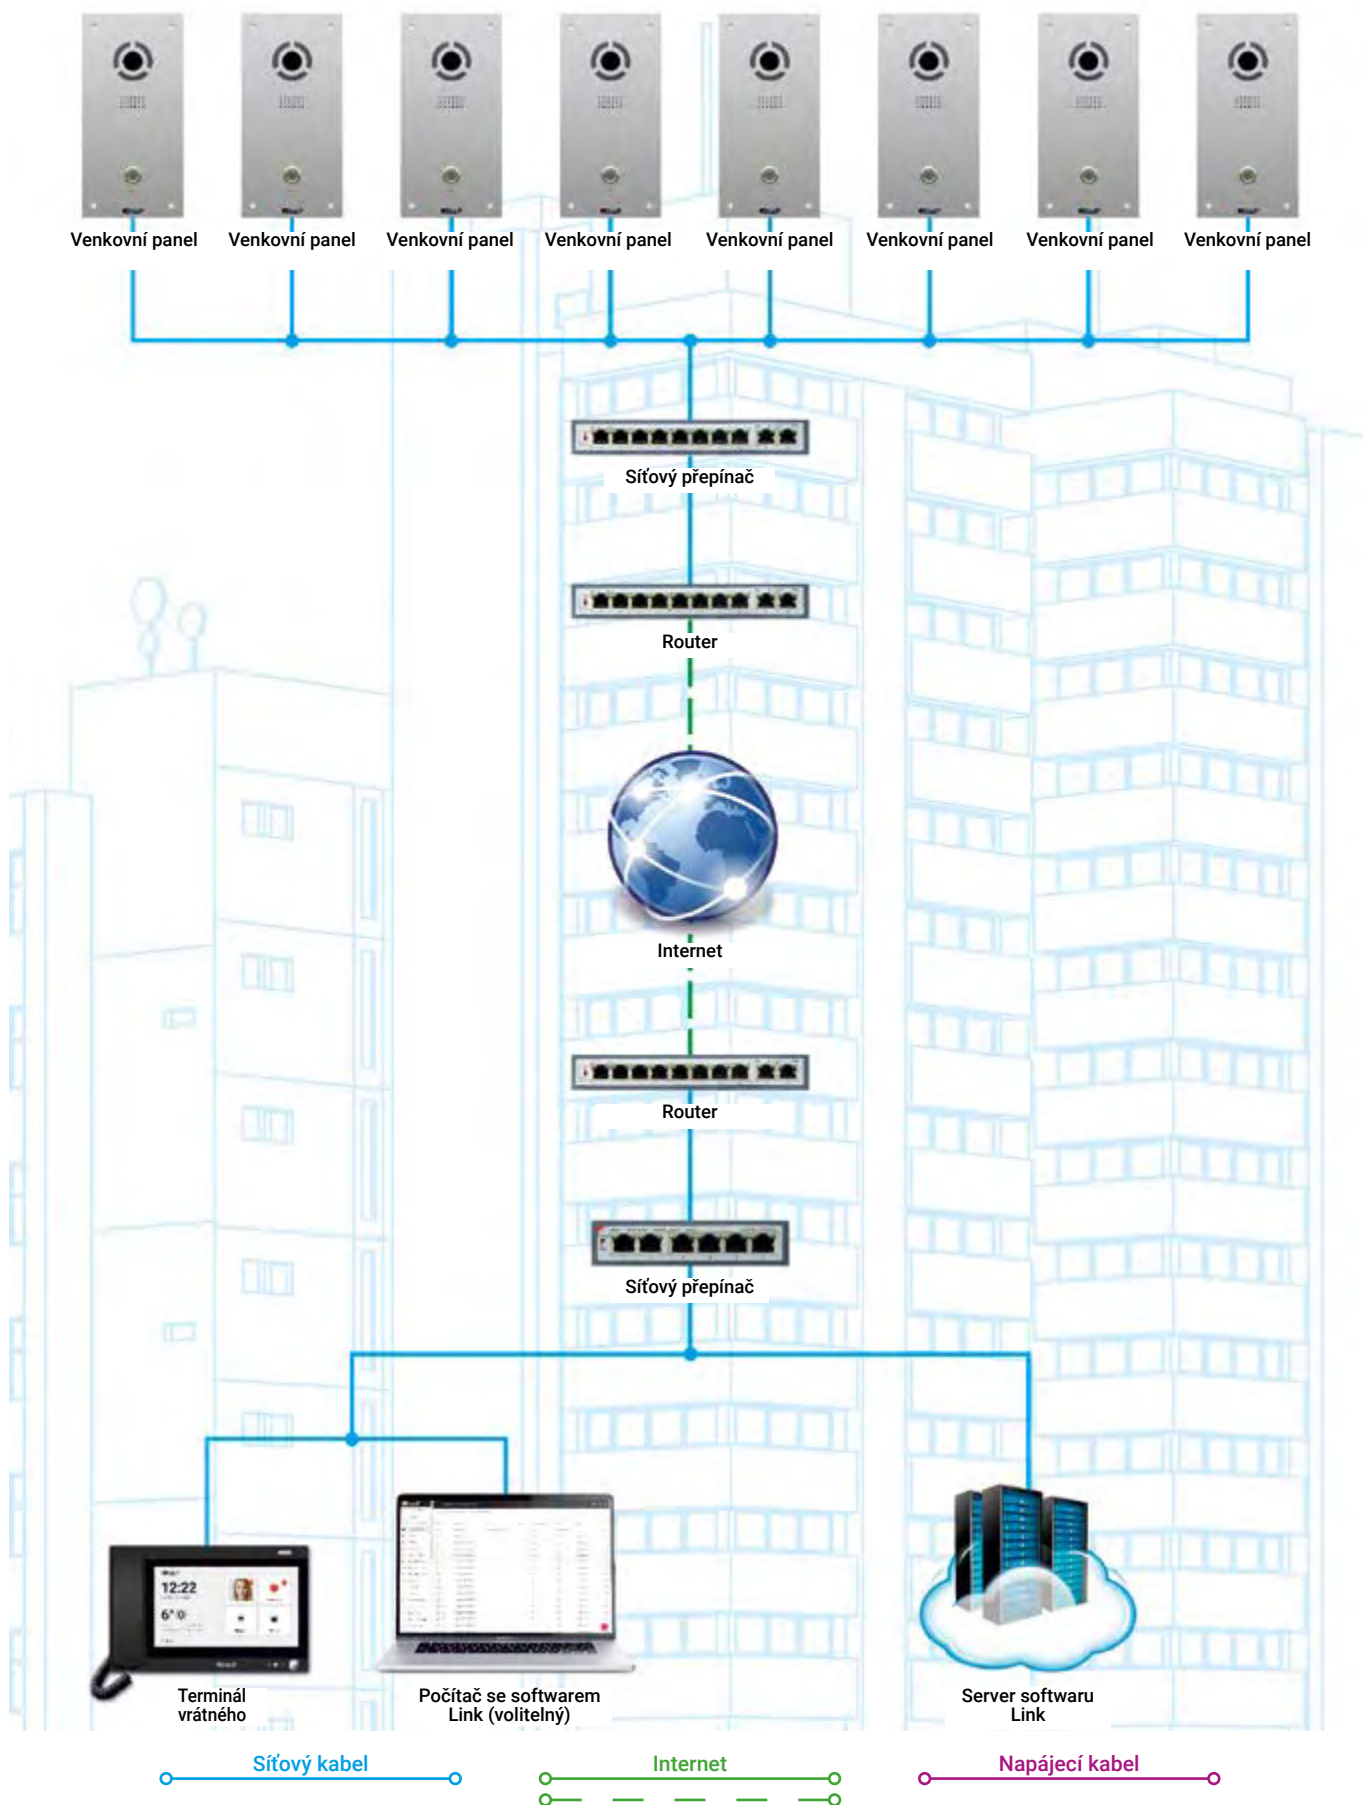 Venkovní panel Venkovní panel Venkovní panel Venkovní panel Venkovní panel Venkovní panel Venkovní panel Venkovní panel
Síťový přepínač
Router
Internet
Router
Síťový přepínač
12:22
6°
Terminál
vrátného
Počítač se softwarem
Link (volitelný)
Server softwaru
Link
Síťový kabel
Internet
Napájecí kabel